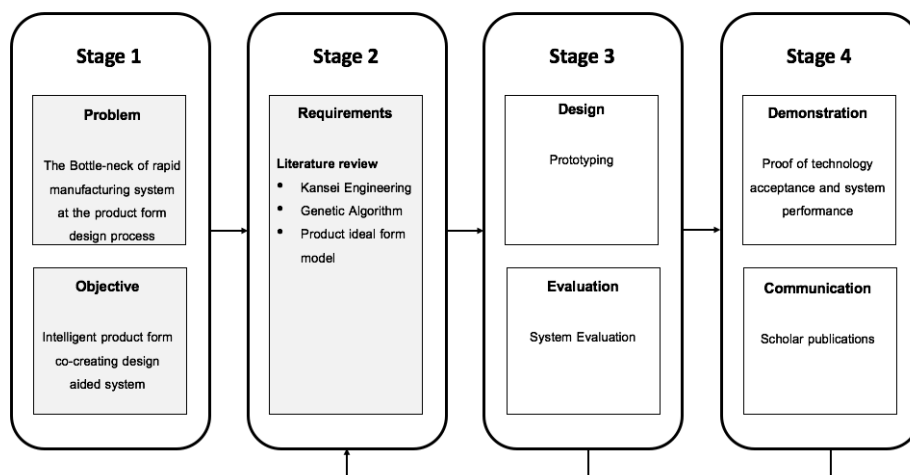 Stage 1
Problem
The Bottle-neck of rapid
manufacturing system
at the product form
design process
Objective
Intelligent product form
co-creating design
aided system
Stage 2
Requirements
Literature review
• Kansei Engineering
• Genetic Algorithm
• Product ideal form
model
Stage 3
Design
Prototyping
Evaluation
System Evaluation
Stage 4
Demonstration
Proof of technology
acceptance and system
performance
Communication
Scholar publications